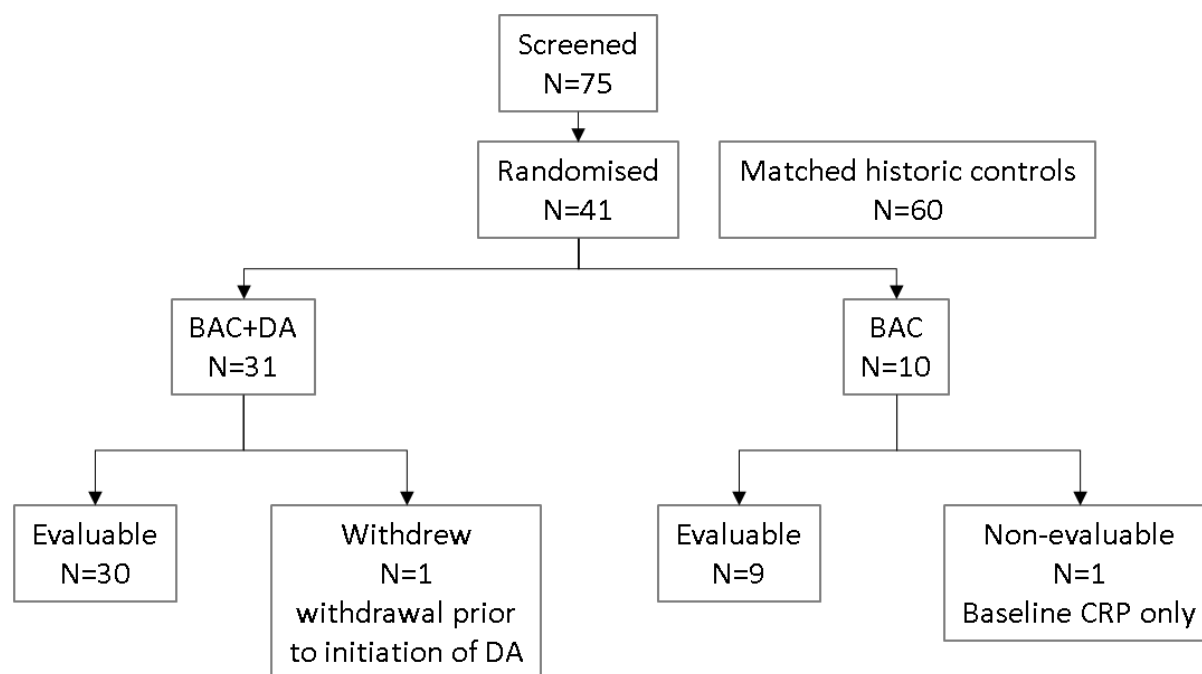 Screened
N=75
Randomised
N=41
Matched historic controls
N=60
BAC+DA
N=31
BAC
N=10
Evaluable
N=30
Withdrew
N=1
withdrawal prior
to initiation of DA
Evaluable
N=9
Non-evaluable
N=1
Baseline CRP only